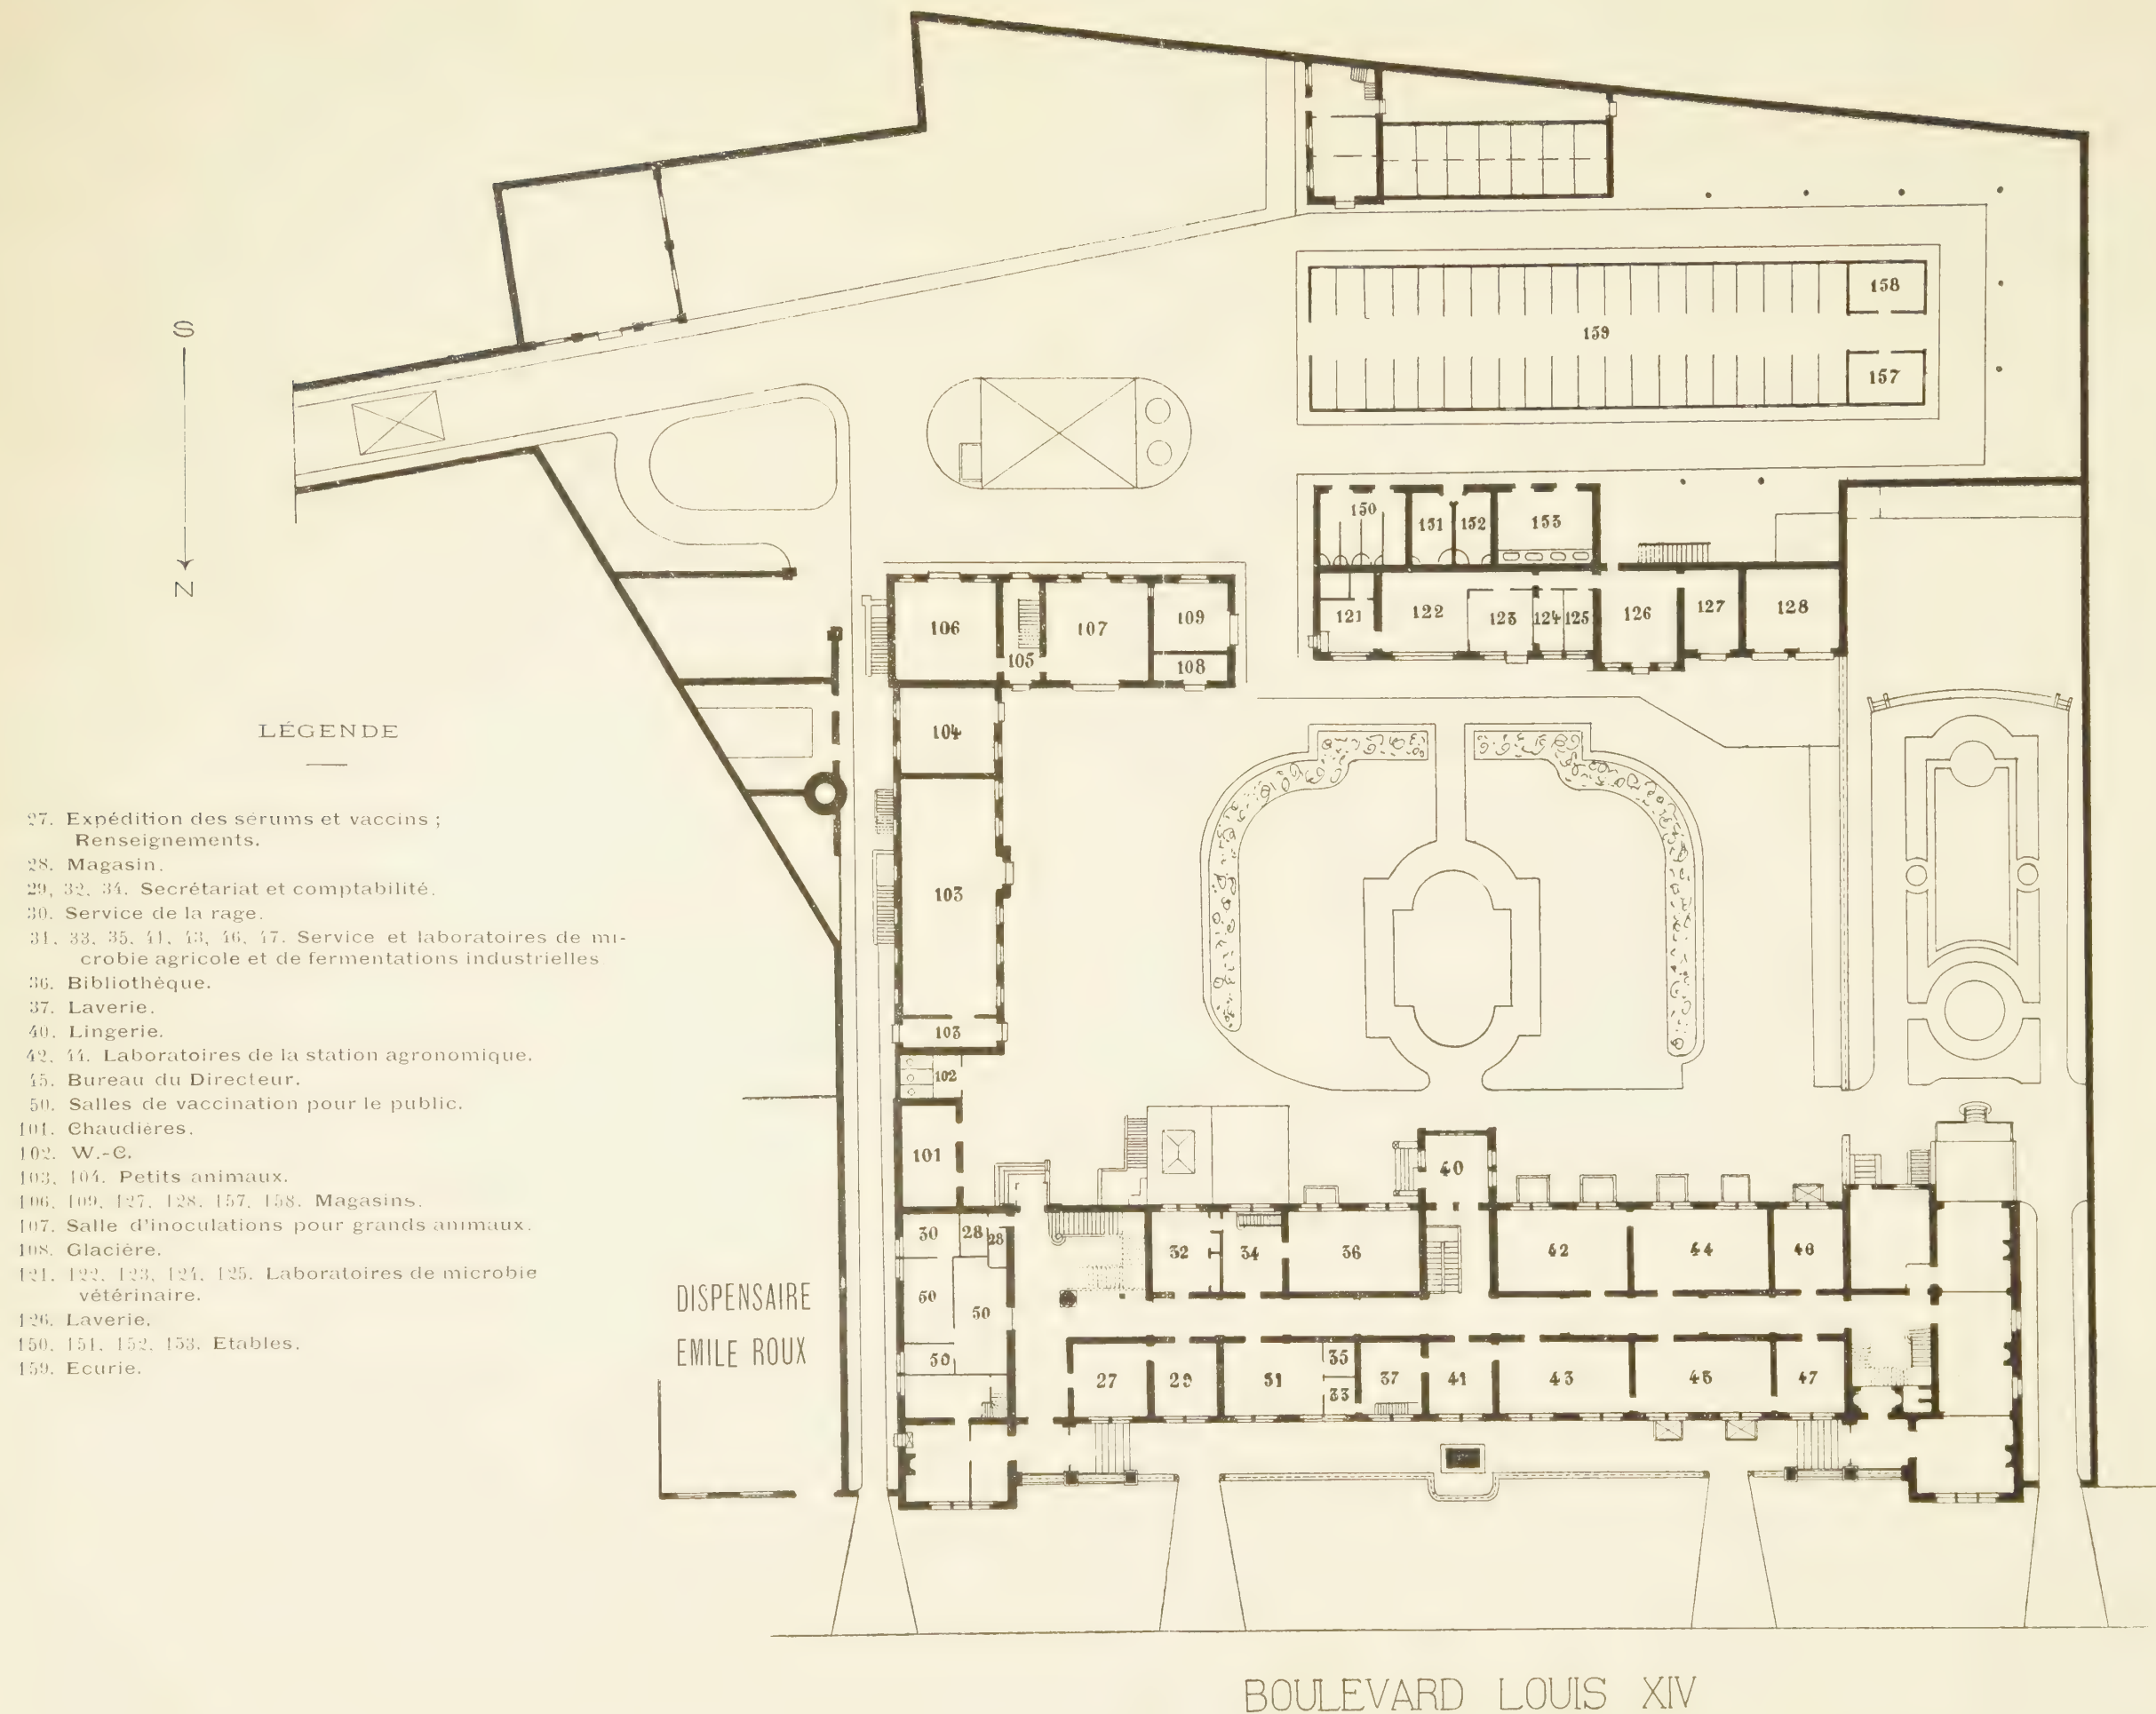 S
N
158
159
157
150
151
152
153
121
122
123
124
125
126
127
128
106
105
107
109
108
104
103
103
102
101
LÉGENDE
27. Expédition des sérums et vaccins ;
Renseignements.
28. Magasin.
29, 32, 34. Secrétariat et comptabilité.
30. Service de la rage.
31, 33, 35, 41, 43, 46, 47. Service et laboratoires de mi-
crobie agricole et de fermentations industrielles
36. Bibliothèque.
37. Laverie.
40. Lingerie.
42, 44. Laboratoires de la station agronomique.
45. Bureau du Directeur.
50. Salles de vaccination pour le public.
101. Chaudières.
102. W.-C.
103, 104. Petits animaux.
106, 109, 127, 128, 157, 158. Magasins.
107. Salle d'inoculations pour grands animaux.
108. Glacière.
121, 122, 123, 124, 125. Laboratoires de microbie
vétérinaire.
126. Laverie.
150, 151, 152, 153. Etables.
159. Ecurie.
DISPENSAIRE
EMILE ROUX
40
30
28
28
32
34
36
42
44
46
50
50
50
27
29
31
35
33
37
41
43
45
47
BOULEVARD LOUIS XIV